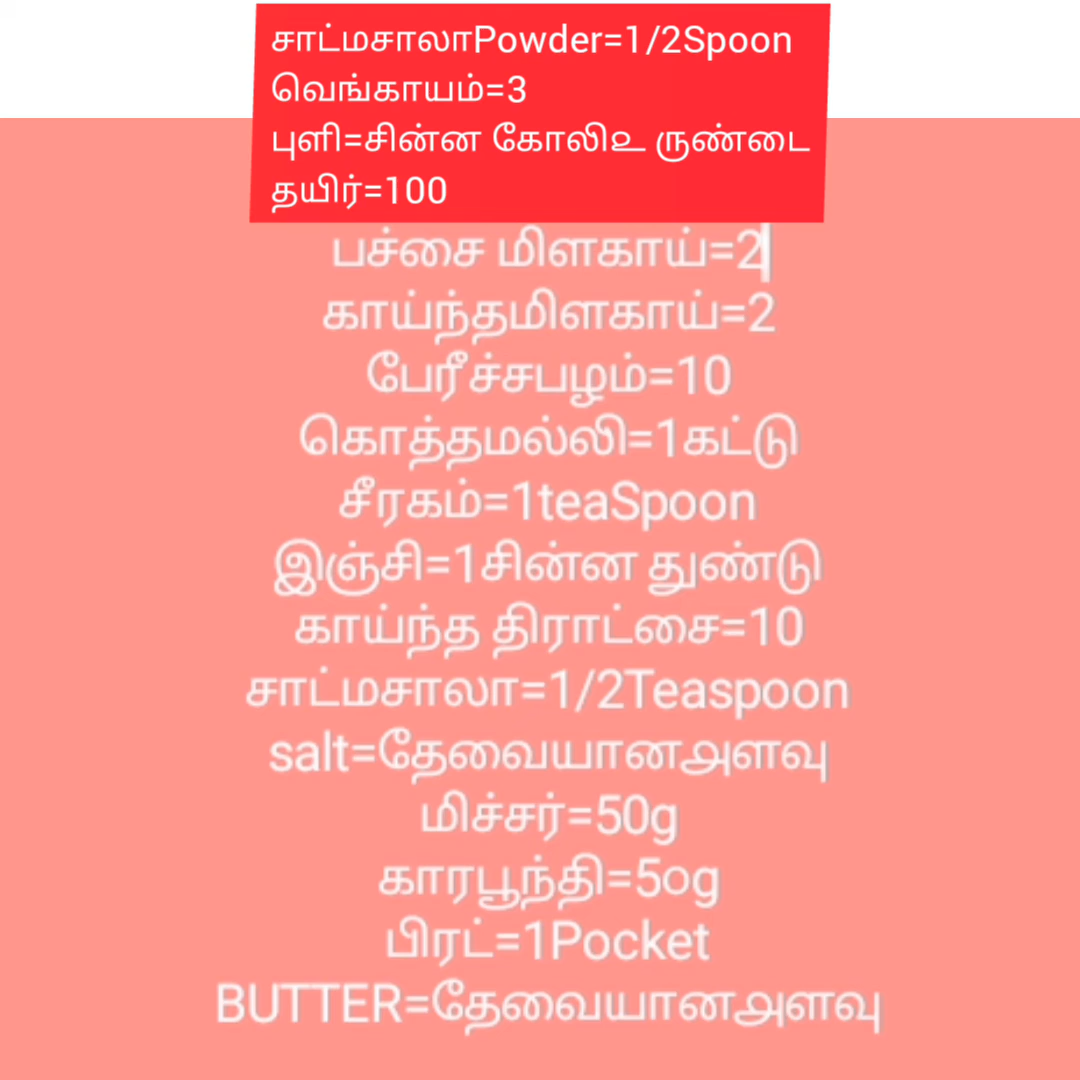 சாட்மசாலாPowder=1/2Spoon
வெங்காயம்=3
புளி=சின்ன கோலிஉ ருண்டை
தயிர்=100
பச்சை மிளகாய்=2
காய்ந்தமிளகாய்=2
பேரீச்சபழம்=10
கொத்தமல்லி=1கட்டு
சீரகம்=1teaSpoon
இஞ்சி=1சின்ன துண்டு
காய்ந்த திராட்சை=10
சாட்மசாலா=1/2Teaspoon
salt=தேவையானஅளவு
மிச்சர்=50g
காரபூந்தி=5og
பிரட்=1Pocket
BUTTER=தேவையானஅளவு